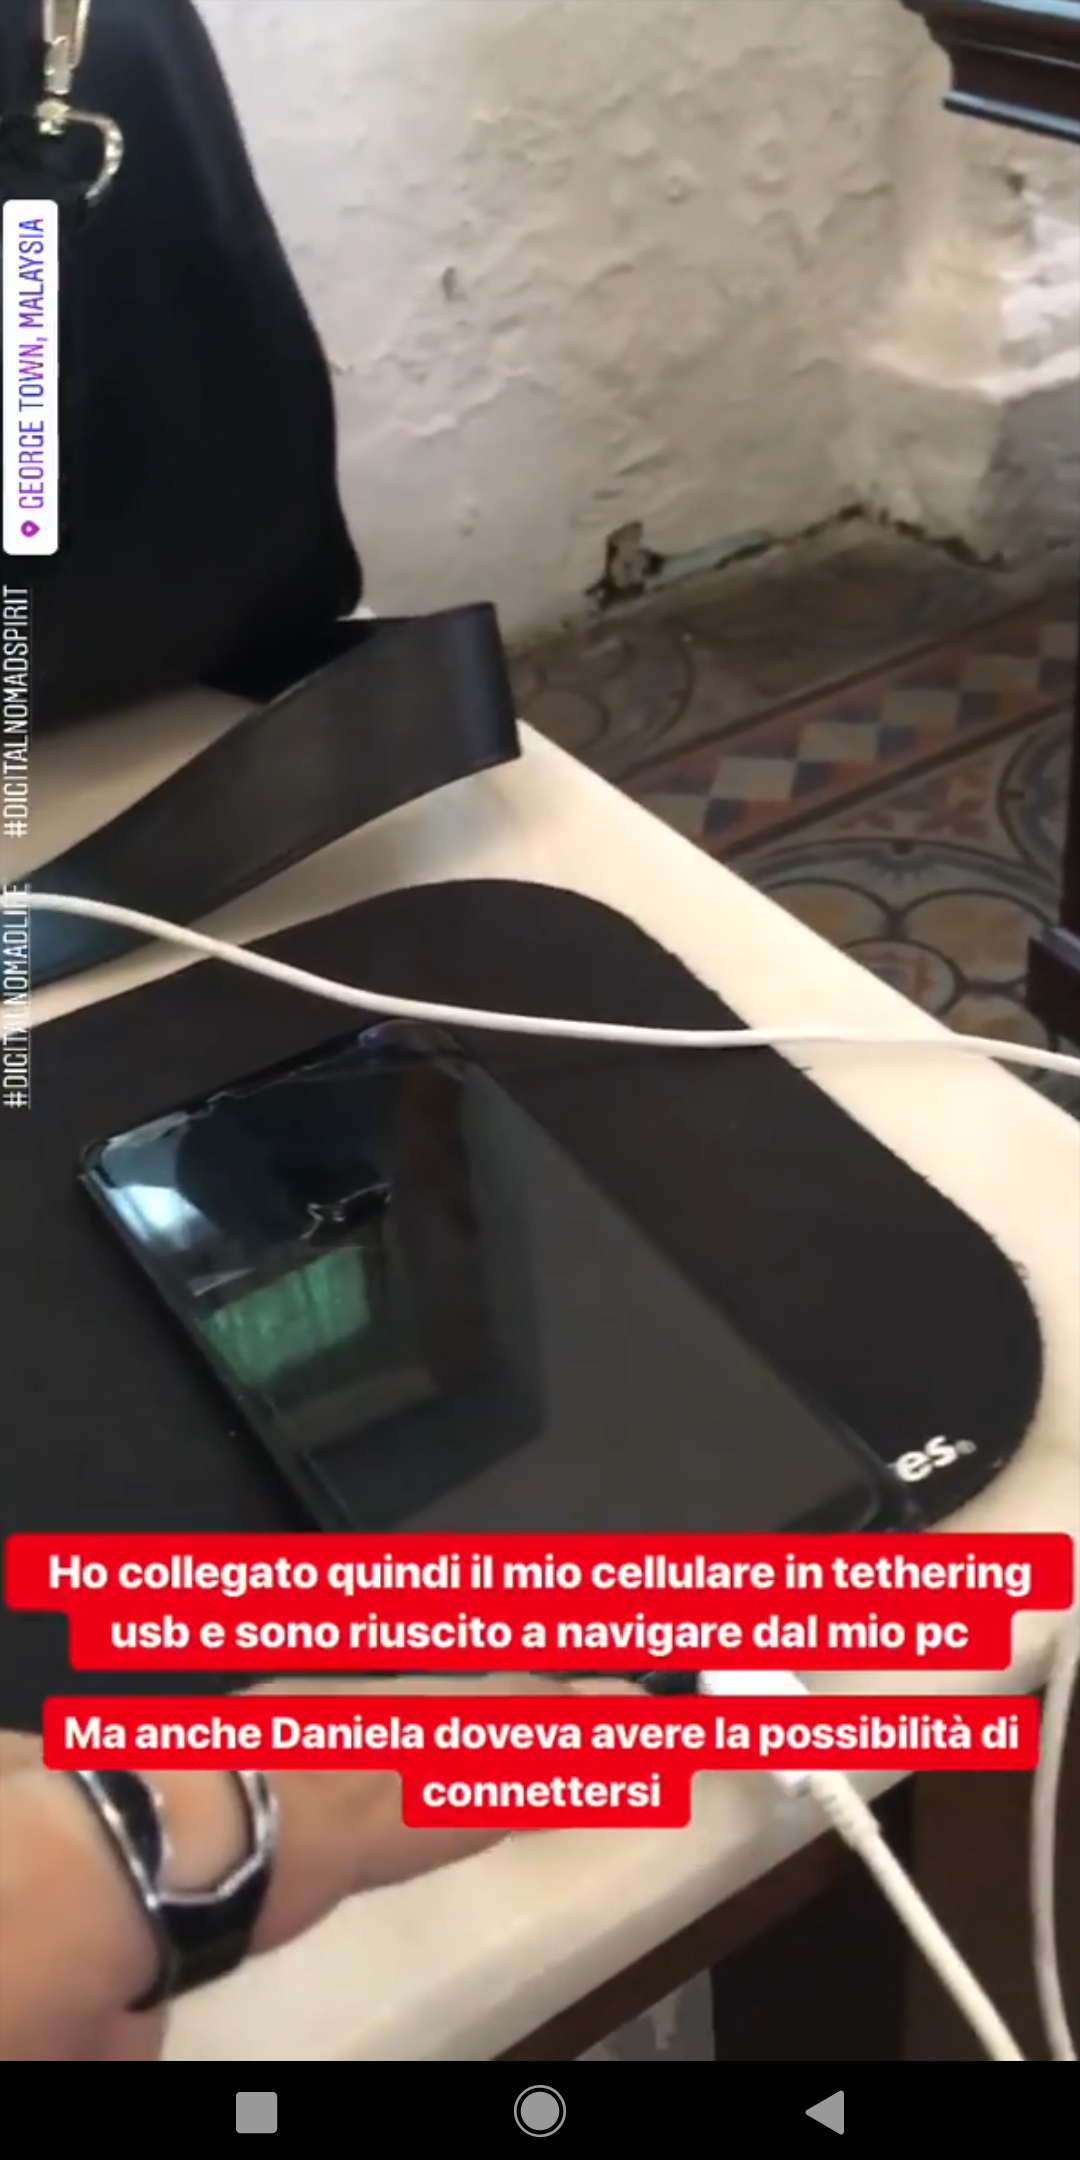 GEORGE TOWN, MALAYSIA
#DIGITALNOMADSPIRIT
#DIGITALNOMADLIFE
es.
Ho collegato quindi il mio cellulare in tethering
usb e sono riuscito a navigare dal mio pc
Ma anche Daniela doveva avere la possibilità di
connettersi